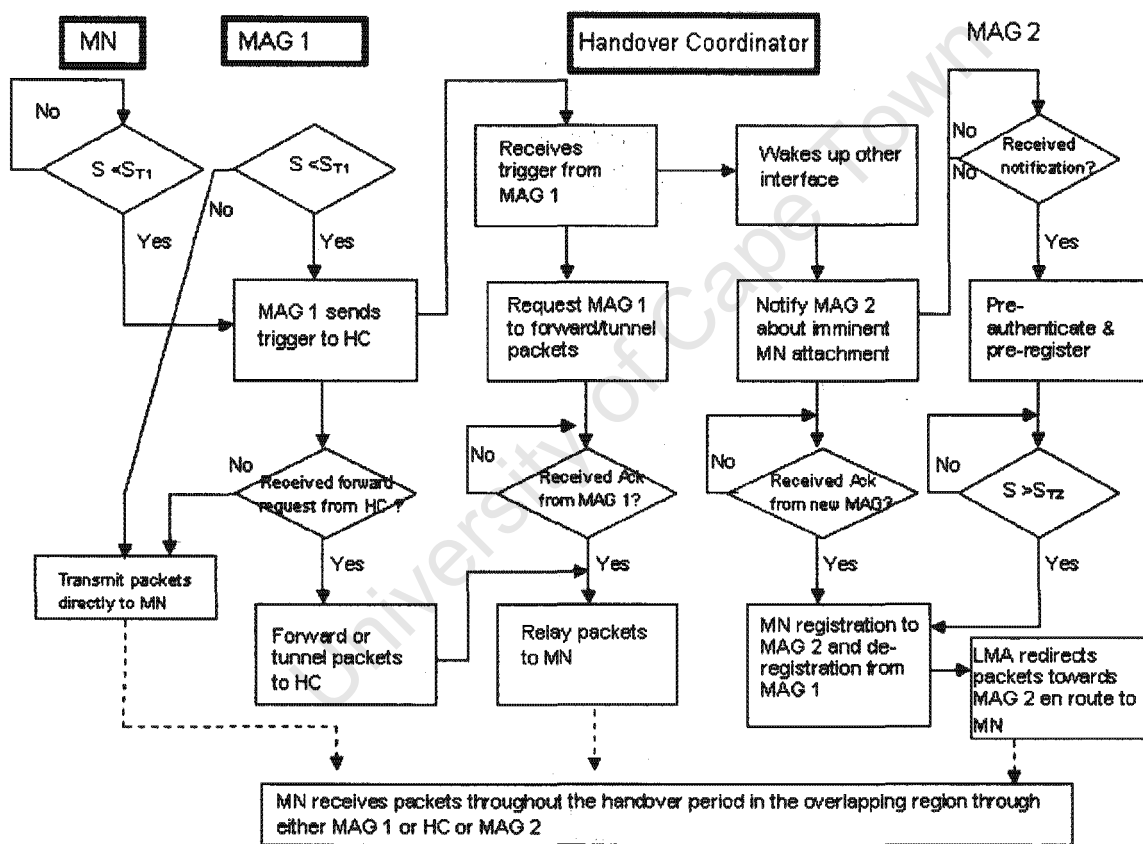 MN
MAG 1
Handover Coordinator
MAG 2
No
S <S_T1
Yes
No
S <S_T1
Yes
MAG 1 sends
trigger to HC
No
Received forward
request from HC ?
Yes
Transmit packets
directly to MN
Forward or
tunnel packets
to HC
Receives
trigger from
MAG 1
Request MAG 1
to forward/tunnel
packets
No
Received Ack
from MAG 1?
Yes
Relay packets
to MN
Wakes up other
interface
Notify MAG 2
about imminent
MN attachment
No
Received Ack
from new MAG?
Yes
MN registration to
MAG 2 and de-
registration from
MAG 1
No
No
Received
notification?
Yes
Pre-
authenticate &
pre-register
No
S >S_T2
Yes
LMA redirects
packets towards
MAG 2 en route to
MN
MN receives packets throughout the handover period in the overlapping region through
either MAG 1 or HC or MAG 2
University of Cape Town